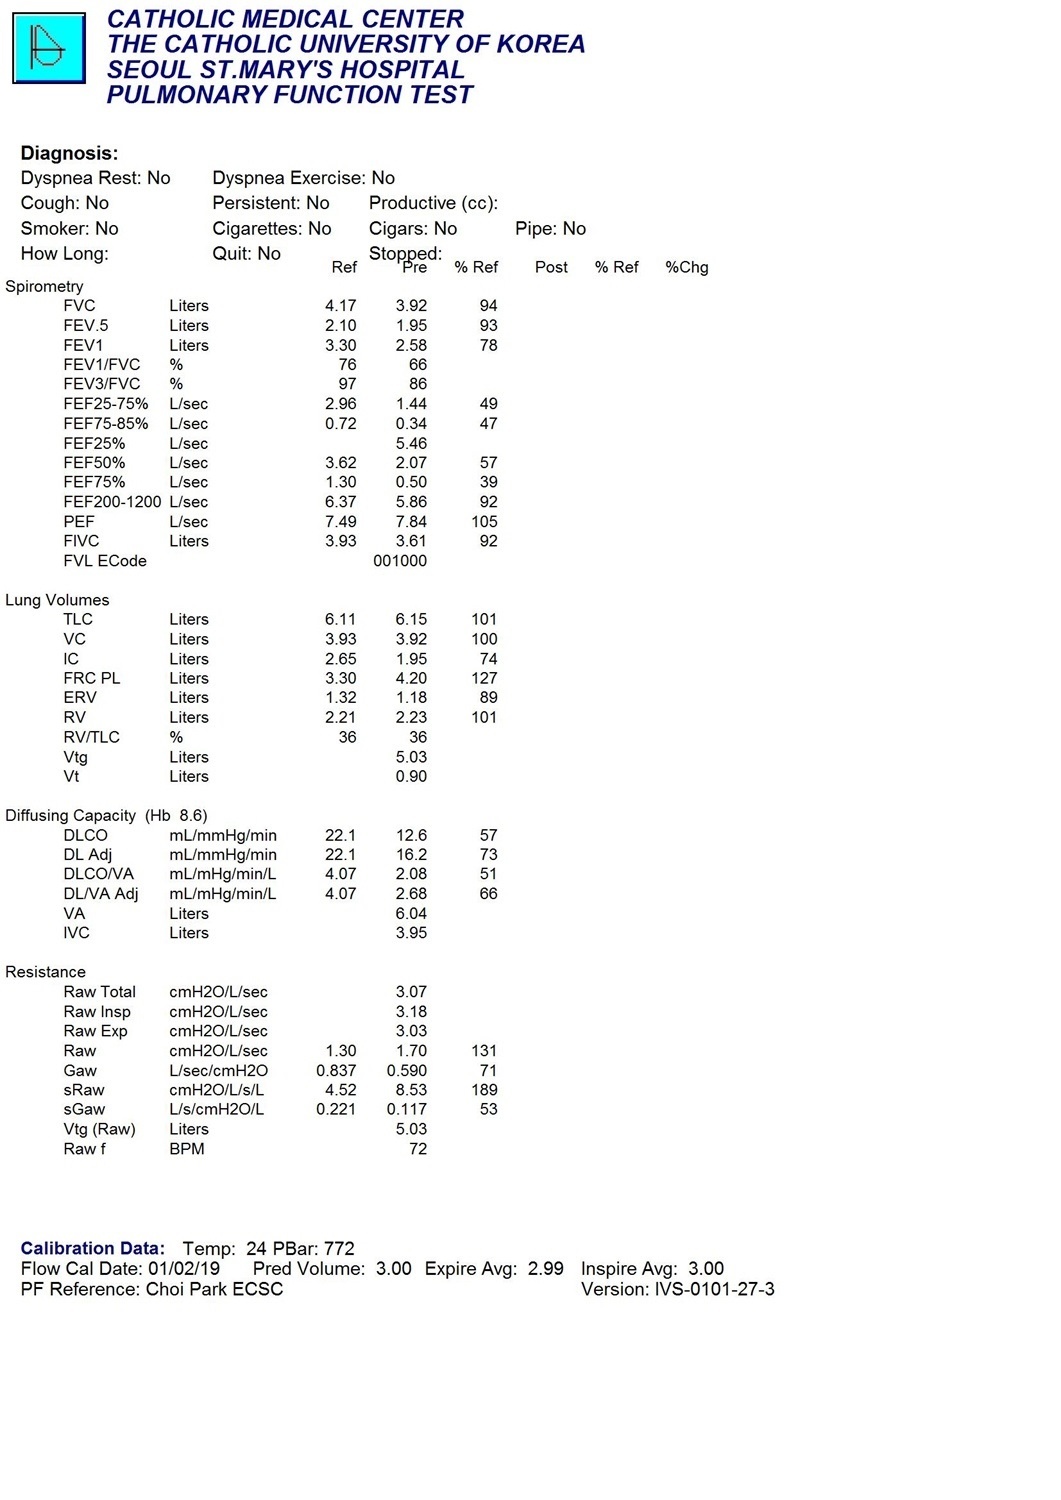 CATHOLIC MEDICAL CENTER
THE CATHOLIC UNIVERSITY OF KOREA
SEOUL ST.MARY'S HOSPITAL
PULMONARY FUNCTION TEST
Diagnosis:
Dyspnea Rest: No Dyspnea Exercise: No
Cough: No Persistent: No Productive (cc):
Smoker: No Cigarettes: No Cigars: No Pipe: No
How Long: Quit: No Stopped:
Ref Pre % Ref Post % Ref %Chg
Spirometry
FVC Liters 4.17 3.92 94
FEV.5 Liters 2.10 1.95 93
FEV1 Liters 3.30 2.58 78
FEV1/FVC % 76 66
FEV3/FVC % 97 86
FEF25-75% L/sec 2.96 1.44 49
FEF75-85% L/sec 0.72 0.34 47
FEF25% L/sec 5.46
FEF50% L/sec 3.62 2.07 57
FEF75% L/sec 1.30 0.50 39
FEF200-1200 L/sec 6.37 5.86 92
PEF L/sec 7.49 7.84 105
FIVC Liters 3.93 3.61 92
FVL ECode 001000
Lung Volumes
TLC Liters 6.11 6.15 101
VC Liters 3.93 3.92 100
IC Liters 2.65 1.95 74
FRC PL Liters 3.30 4.20 127
ERV Liters 1.32 1.18 89
RV Liters 2.21 2.23 101
RV/TLC % 36 36
Vtg Liters 5.03
Vt Liters 0.90
Diffusing Capacity (Hb 8.6)
DLCO mL/mmHg/min 22.1 12.6 57
DL Adj mL/mmHg/min 22.1 16.2 73
DLCO/VA mL/mHg/min/L 4.07 2.08 51
DL/VA Adj mL/mHg/min/L 4.07 2.68 66
VA Liters 6.04
IVC Liters 3.95
Resistance
Raw Total cmH2O/L/sec 3.07
Raw Insp cmH2O/L/sec 3.18
Raw Exp cmH2O/L/sec 3.03
Raw cmH2O/L/sec 1.30 1.70 131
Gaw L/sec/cmH2O 0.837 0.590 71
sRaw cmH2O/L/s/L 4.52 8.53 189
sGaw L/s/cmH2O/L 0.221 0.117 53
Vtg (Raw) Liters 5.03
Raw f BPM 72
Calibration Data: Temp: 24 PBar: 772
Flow Cal Date: 01/02/19 Pred Volume: 3.00 Expire Avg: 2.99 Inspire Avg: 3.00
PF Reference: Choi Park ECSC Version: IVS-0101-27-3